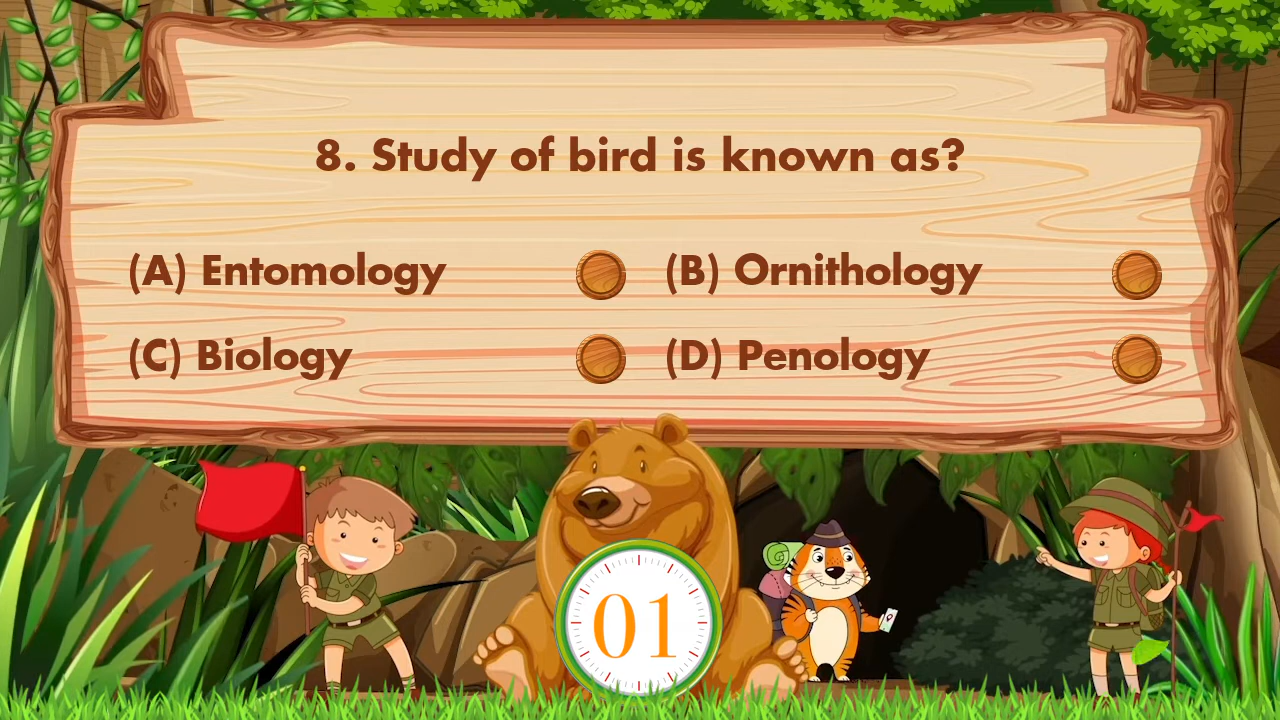 8. Study of bird is known as?
(A) Entomology (B) Ornithology
(C) Biology (D) Penology
01